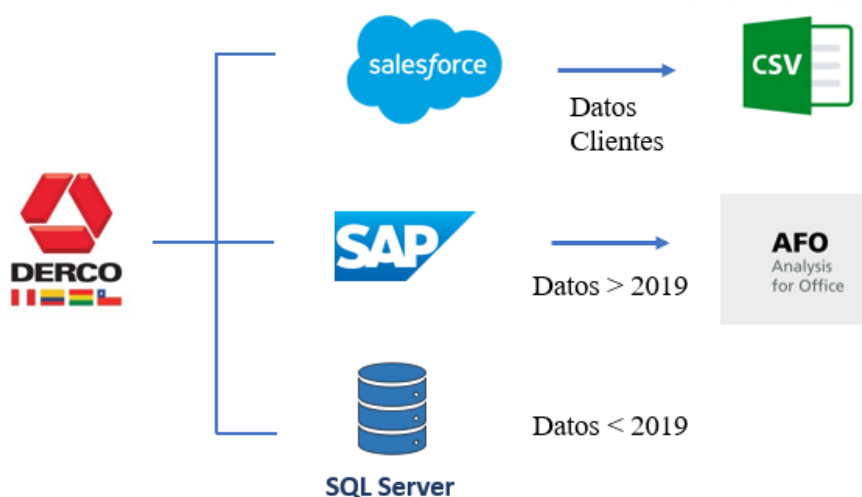 salesforce
CSV
Datos
Clientes
DERCO
SAP
AFO
Analysis
for Office
Datos > 2019
Datos < 2019
SQL Server